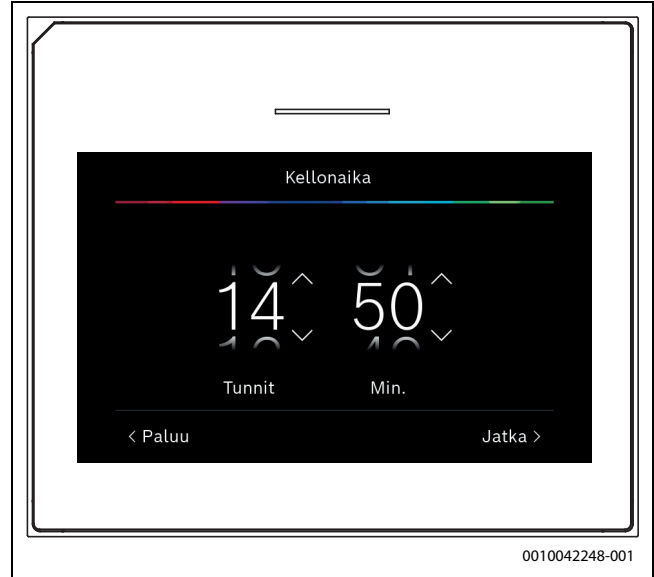 Kellonaika
14 50
Tunnit Min.
< Paluu Jatka >
0010042248-001